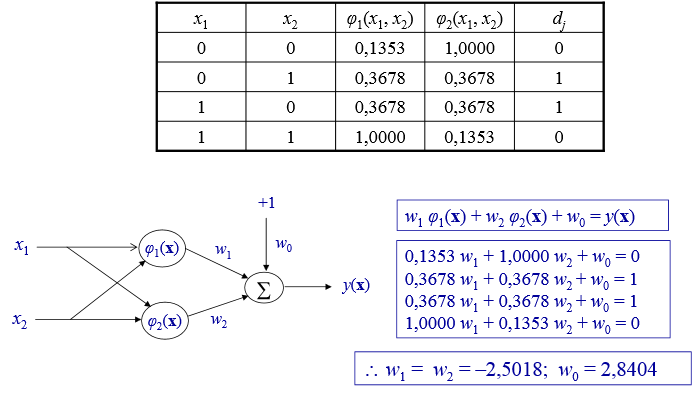 x₁ x₂ φ₁(x₁, x₂) φ₂(x₁, x₂) dⱼ
0 0 0,1353 1,0000 0
0 1 0,3678 0,3678 1
1 0 0,3678 0,3678 1
1 1 1,0000 0,1353 0
+1
w₁ φ₁(x) + w₂ φ₂(x) + w₀ = y(x)
x₁ φ₁(x) w₁ w₀
0,1353 w₁ + 1,0000 w₂ + w₀ = 0
0,3678 w₁ + 0,3678 w₂ + w₀ = 1
0,3678 w₁ + 0,3678 w₂ + w₀ = 1
1,0000 w₁ + 0,1353 w₂ + w₀ = 0
Σ y(x)
x₂ φ₂(x) w₂
∴ w₁ = w₂ = –2,5018; w₀ = 2,8404